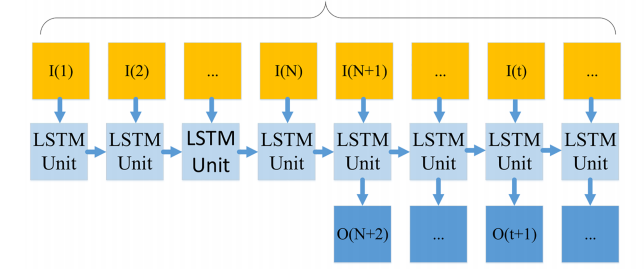 I(1) I(2) ... I(N) I(N+1) ... I(t) ...
LSTM LSTM LSTM LSTM LSTM LSTM LSTM LSTM
Unit Unit Unit Unit Unit Unit Unit Unit
O(N+2) ... O(t+1) ...